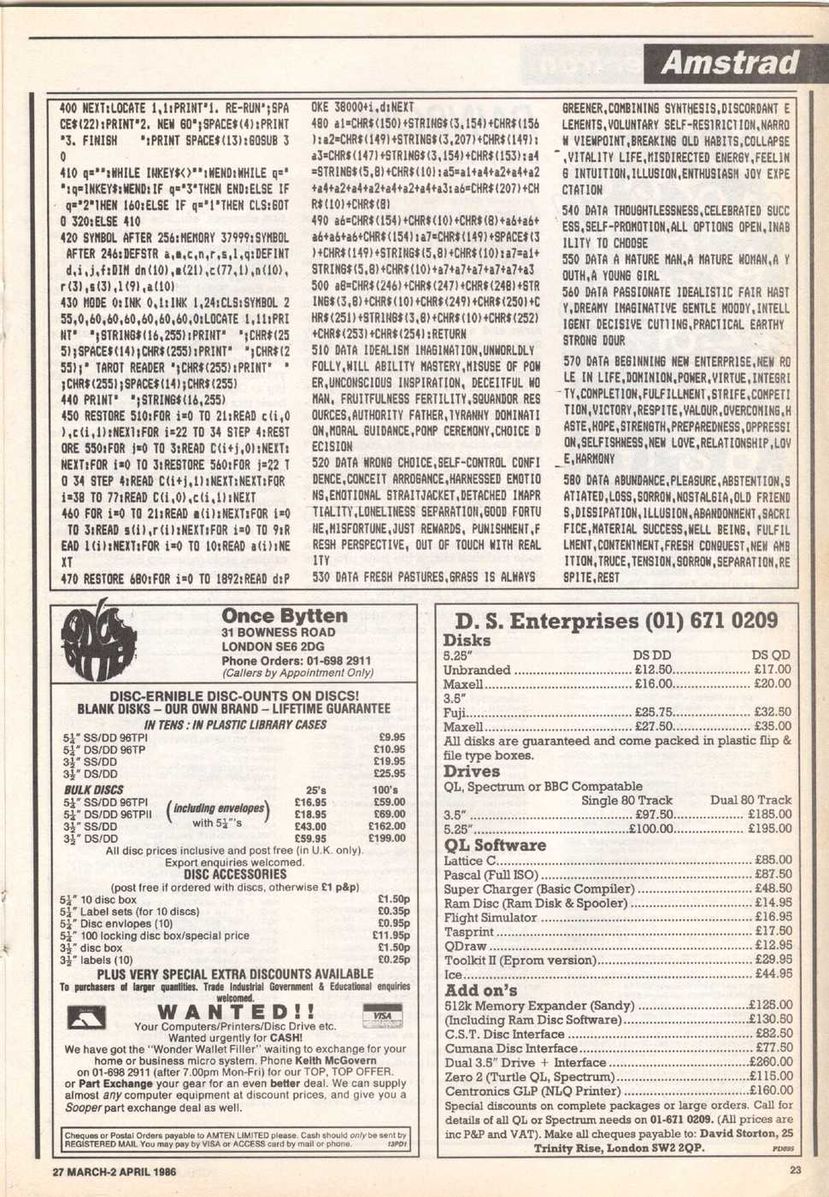 Amstrad
400 NEXT:LOCATE 1,1:PRINT"1. RE-RUN";SPA
CE$(22):PRINT"2. NEW GO";SPACE$(4):PRINT
"3. FINISH    ":PRINT SPACE$(13):GOSUB 3
0
410 q="":WHILE INKEY$<>"":WEND:WHILE q="
":q=INKEY$:WEND:IF q="3"THEN END:ELSE IF
q="2"THEN 160:ELSE IF q="1"THEN CLS:GOT
O 320:ELSE 410
420 SYMBOL AFTER 256:MEMORY 37999:SYMBOL
AFTER 246:DEFSTR a,m,c,n,r,s,l,q:DEFINT
d,i,j,f:DIM dn(10),m(21),c(77,1),n(10),
r(3),s(3),l(9),a(10)
430 MODE 0:INK 0,1:INK 1,24:CLS:SYMBOL 2
55,0,60,60,60,60,60,60,0:LOCATE 1,11:PRI
NT" ";STRING$(16,255):PRINT" ";CHR$(25
5);SPACE$(14);CHR$(255):PRINT" ";CHR$(2
55);" TAROT READER ";CHR$(255):PRINT" "
;CHR$(255);SPACE$(14);CHR$(255)
440 PRINT" ";STRING$(16,255)
450 RESTORE 510:FOR i=0 TO 21:READ c(i,0
),c(i,1):NEXT:FOR i=22 TO 34 STEP 4:REST
ORE 550:FOR j=0 TO 3:READ C(i+j,0):NEXT:
NEXT:FOR i=0 TO 3:RESTORE 560:FOR j=22 T
O 34 STEP 4:READ C(i+j,1):NEXT:NEXT:FOR
i=38 TO 77:READ C(i,0),c(i,1):NEXT
460 FOR i=0 TO 21:READ m(i):NEXT:FOR i=0
TO 3:READ s(i),r(i):NEXT:FOR i=0 TO 9:R
EAD l(i):NEXT:FOR i=0 TO 10:READ a(i):NE
XT
470 RESTORE 680:FOR i=0 TO 1892:READ d:P
OKE 38000+i,d:NEXT
480 a1=CHR$(150)+STRING$(3,154)+CHR$(156
):a2=CHR$(149)+STRING$(3,207)+CHR$(149):
a3=CHR$(147)+STRING$(3,154)+CHR$(153):a4
=STRING$(5,8)+CHR$(10):a5=a1+a4+a2+a4+a2
+a4+a2+a4+a2+a4+a2+a4+a3:a6=CHR$(207)+CH
R$(10)+CHR$(8)
490 a6=CHR$(154)+CHR$(10)+CHR$(8)+a6+a6+
a6+a6+a6+CHR$(154):a7=CHR$(149)+SPACE$(3
)+CHR$(149)+STRING$(5,8)+CHR$(10):a7=a1+
STRING$(5,8)+CHR$(10)+a7+a7+a7+a7+a7+a3
500 a8=CHR$(246)+CHR$(247)+CHR$(248)+STR
ING$(3,8)+CHR$(10)+CHR$(249)+CHR$(250)+C
HR$(251)+STRING$(3,8)+CHR$(10)+CHR$(252)
+CHR$(253)+CHR$(254):RETURN
510 DATA IDEALISM IMAGINATION,UNWORLDLY
FOLLY,WILL ABILITY MASTERY,MISUSE OF POW
ER,UNCONSCIOUS INSPIRATION, DECEITFUL WO
MAN, FRUITFULNESS FERTILITY,SQUANDOR RES
OURCES,AUTHORITY FATHER,TYRANNY DOMINATI
ON,MORAL GUIDANCE,POMP CEREMONY,CHOICE D
ECISION
520 DATA WRONG CHOICE,SELF-CONTROL CONFI
DENCE,CONCEIT ARROGANCE,HARNESSED EMOTIO
NS,EMOTIONAL STRAITJACKET,DETACHED IMAPR
TIALITY,LONELINESS SEPARATION,GOOD FORTU
NE,MISFORTUNE,JUST REWARDS, PUNISHMENT,F
RESH PERSPECTIVE, OUT OF TOUCH WITH REAL
ITY
530 DATA FRESH PASTURES,GRASS IS ALWAYS
GREENER,COMBINING SYNTHESIS,DISCORDANT E
LEMENTS,VOLUNTARY SELF-RESTRICTION,NARRO
W VIEWPOINT,BREAKING OLD HABITS,COLLAPSE
,VITALITY LIFE,MISDIRECTED ENERGY,FEELIN
G INTUITION,ILLUSION,ENTHUSIASM JOY EXPE
CTATION
540 DATA THOUGHTLESSNESS,CELEBRATED SUCC
ESS,SELF-PROMOTION,ALL OPTIONS OPEN,INAB
ILITY TO CHOOSE
550 DATA A MATURE MAN,A MATURE WOMAN,A Y
OUTH,A YOUNG GIRL
560 DATA PASSIONATE IDEALISTIC FAIR HAST
Y,DREAMY IMAGINATIVE GENTLE MOODY,INTELL
IGENT DECISIVE CUTTING,PRACTICAL EARTHY
STRONG DOUR
570 DATA BEGINNING NEW ENTERPRISE,NEW RO
LE IN LIFE,DOMINION,POWER,VIRTUE,INTEGRI
TY,COMPLETION,FULFILLMENT,STRIFE,COMPETI
TION,VICTORY,RESPITE,VALOUR,OVERCOMING,H
ASTE,HOPE,STRENGTH,PREPAREDNESS,OPPRESSI
ON,SELFISHNESS,NEW LOVE,RELATIONSHIP,LOV
E,HARMONY
580 DATA ABUNDANCE,PLEASURE,ABSTENTION,S
ATIATED,LOSS,SORROW,NOSTALGIA,OLD FRIEND
S,DISSIPATION,ILLUSION,ABANDONMENT,SACRI
FICE,MATERIAL SUCCESS,WELL BEING, FULFIL
LMENT,CONTENTMENT,FRESH CONQUEST,NEW AMB
ITION,TRUCE,TENSION,SORROW,SEPARATION,RE
SPITE,REST
ONCE BYTTEN
Once Bytten
31 BOWNESS ROAD
LONDON SE6 2DG
Phone Orders: 01-698 2911
(Callers by Appointment Only)
DISC-ERNIBLE DISC-OUNTS ON DISCS!
BLANK DISKS – OUR OWN BRAND – LIFETIME GUARANTEE
IN TENS : IN PLASTIC LIBRARY CASES
5¼" SS/DD 96TPI £9.95
5¼" DS/DD 96TP £10.95
3½" SS/DD £19.95
3½" DS/DD £25.95
BULK DISCS 25's 100's
5¼" SS/DD 96TPI £16.95 £59.00
5¼" DS/DD 96TPII (including envelopes) with 5¼"'s £18.95 £69.00
3½" SS/DD £43.00 £162.00
3½" DS/DD £59.95 £199.00
All disc prices inclusive and post free (in U.K. only).
Export enquiries welcomed.
DISC ACCESSORIES
(post free if ordered with discs, otherwise £1 p&p)
5¼" 10 disc box £1.50p
5¼" Label sets (for 10 discs) £0.35p
5¼" Disc envelopes (10) £0.95p
5¼" 100 locking disc box/special price £11.95p
3½" disc box £1.50p
3½" labels (10) £0.25p
PLUS VERY SPECIAL EXTRA DISCOUNTS AVAILABLE
To purchasers of larger quantities. Trade Industrial Government & Educational enquiries
welcomed.
WANTED!!
VISA
Your Computers/Printers/Disc Drive etc.
Wanted urgently for CASH!
We have got the "Wonder Wallet Filler" waiting to exchange for your
home or business micro system. Phone Keith McGovern
on 01-698 2911 (after 7.00pm Mon-Fri) for our TOP, TOP OFFER.
or Part Exchange your gear for an even better deal. We can supply
almost any computer equipment at discount prices, and give you a
Sooper part exchange deal as well.
Cheques or Postal Orders payable to AMTEN LIMITED please. Cash should only be sent by
REGISTERED MAIL You may pay by VISA or ACCESS card by mail or phone. 13PD1
D. S. Enterprises (01) 671 0209
Disks
5.25" DS DD DS QD
Unbranded £12.50 £17.00
Maxell £16.00 £20.00
3.5"
Fuji £25.75 £32.50
Maxell £27.50 £35.00
All disks are guaranteed and come packed in plastic flip &
file type boxes.
Drives
QL, Spectrum or BBC Compatable
Single 80 Track Dual 80 Track
3.5" £97.50 £185.00
5.25" £100.00 £195.00
QL Software
Lattice C £85.00
Pascal (Full ISO) £87.50
Super Charger (Basic Compiler) £48.50
Ram Disc (Ram Disk & Spooler) £14.95
Flight Simulator £16.95
Tasprint £17.50
QDraw £12.95
Toolkit II (Eprom version) £29.95
Ice £44.95
Add on's
512k Memory Expander (Sandy) £125.00
(Including Ram Disc Software) £130.50
C.S.T. Disc Interface £82.50
Cumana Disc Interface £77.50
Dual 3.5" Drive + Interface £260.00
Zero 2 (Turtle QL, Spectrum) £115.00
Centronics GLP (NLQ Printer) £160.00
Special discounts on complete packages or large orders. Call for
details of all QL or Spectrum needs on 01-671 0209. (All prices are
inc P&P and VAT). Make all cheques payable to: David Storton, 25
Trinity Rise, London SW2 2QP. PD895
27 MARCH-2 APRIL 1986
23